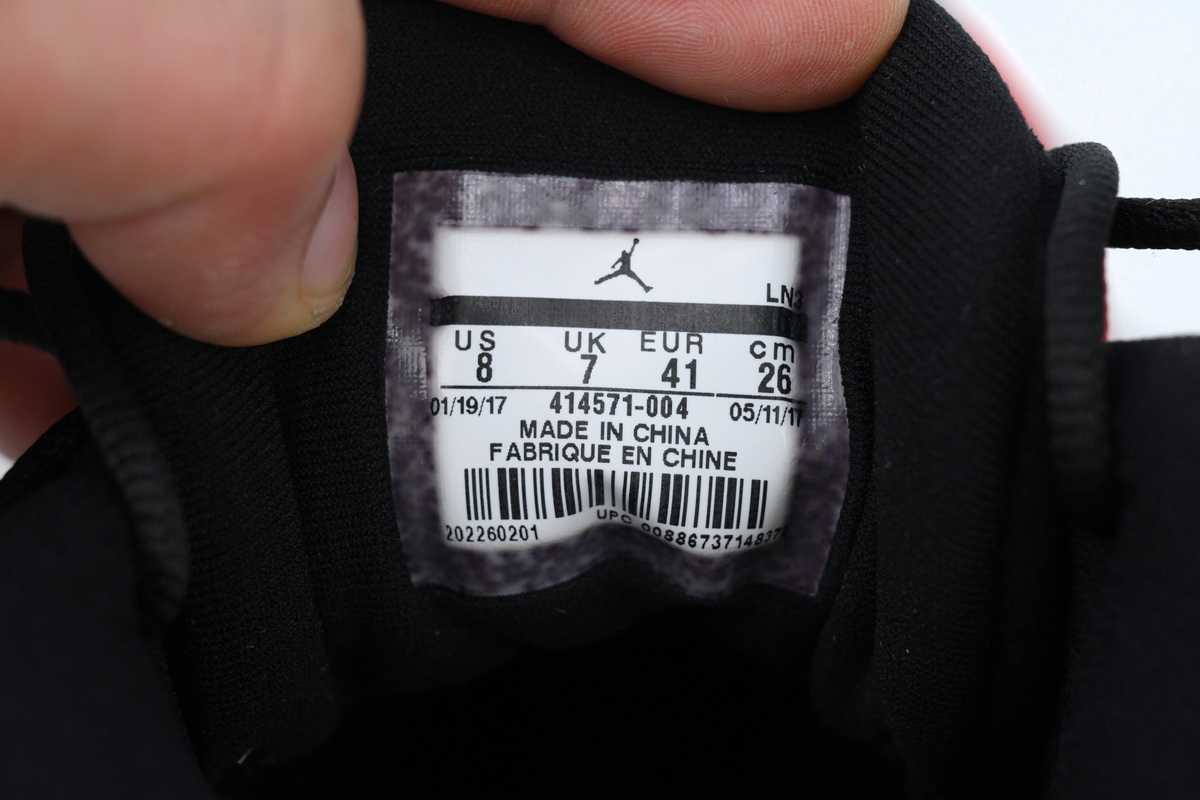 LN3
US UK EUR cm
8 7 41 26
01/19/17 414571-004 05/11/17
MADE IN CHINA
FABRIQUE EN CHINE
202260201 UPC